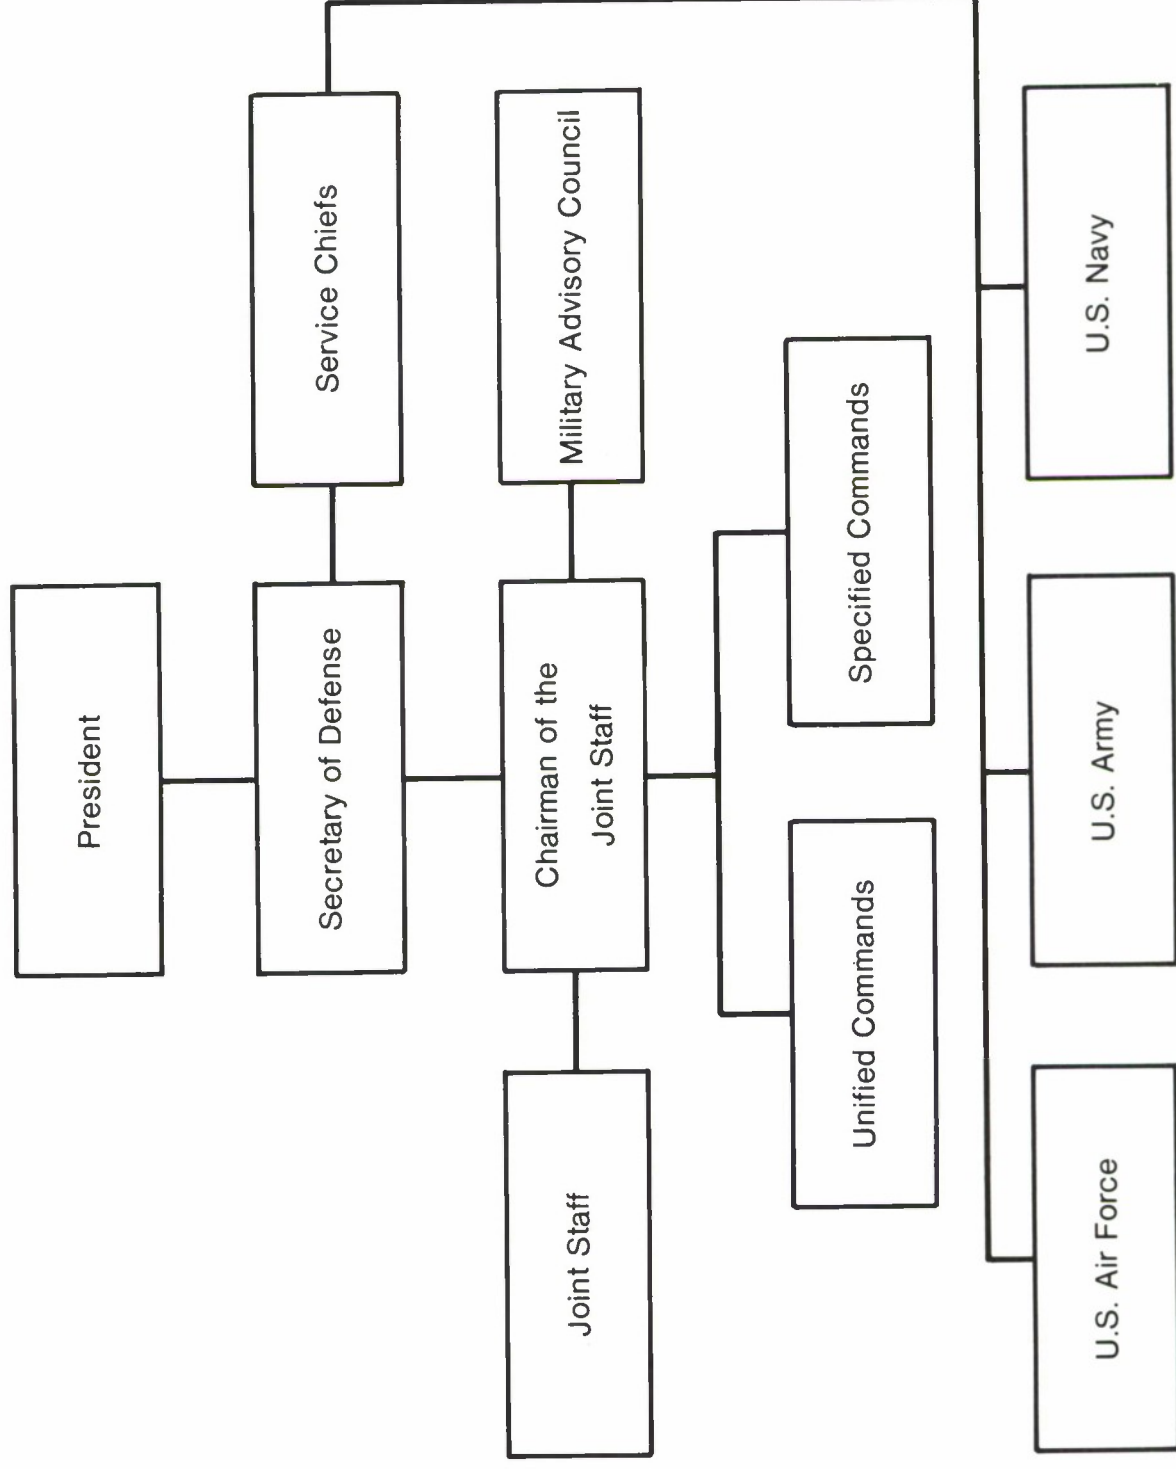 President
Secretary of Defense
Service Chiefs
Joint Staff
Chairman of the
Joint Staff
Military Advisory Council
Unified Commands
Specified Commands
U.S. Air Force
U.S. Army
U.S. Navy